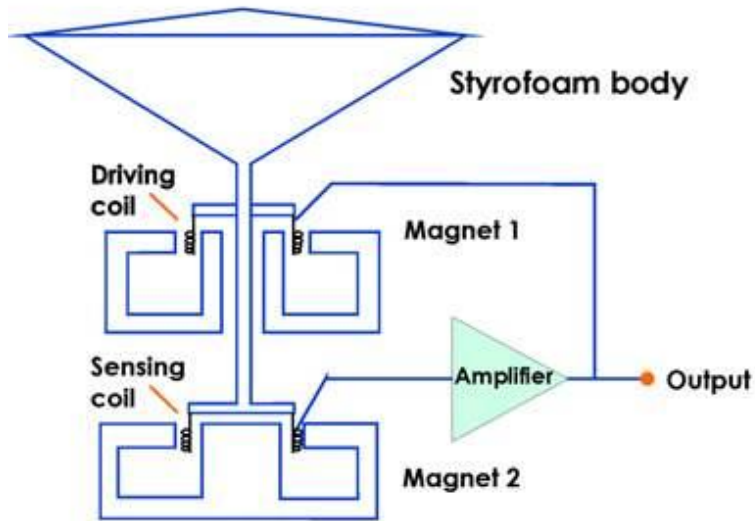 Styrofoam body
Driving
coil
Magnet 1
Sensing
coil
Amplifier
Output
Magnet 2